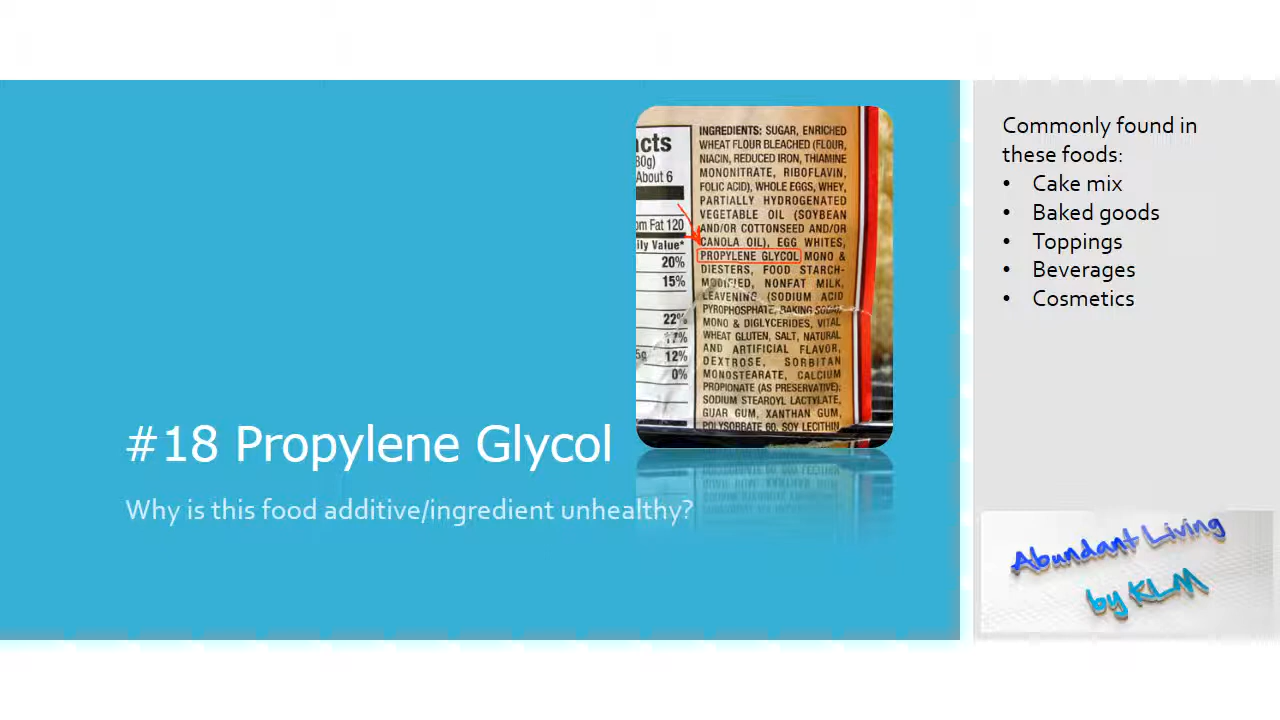 #18 Propylene Glycol
Why is this food additive/ingredient unhealthy?
cts
80g)
About 6
om Fat 120
ily Value*
20%
15%
22%
17%
5g 12%
0%
INGREDIENTS: SUGAR, ENRICHED
WHEAT FLOUR BLEACHED (FLOUR,
NIACIN, REDUCED IRON, THIAMINE
MONONITRATE, RIBOFLAVIN,
FOLIC ACID), WHOLE EGGS, WHEY,
PARTIALLY HYDROGENATED
VEGETABLE OIL (SOYBEAN
AND/OR COTTONSEED AND/OR
CANOLA OIL), EGG WHITES,
PROPYLENE GLYCOL MONO &
DIESTERS, FOOD STARCH-
MODIFIED, NONFAT MILK,
LEAVENING (SODIUM ACID
PYROPHOSPHATE, BAKING SODA)
MONO & DIGLYCERIDES, VITAL
WHEAT GLUTEN, SALT, NATURAL
AND ARTIFICIAL FLAVOR,
DEXTROSE, SORBITAN
MONOSTEARATE, CALCIUM
PROPIONATE (AS PRESERVATIVE),
SODIUM STEAROYL LACTYLATE,
GUAR GUM, XANTHAN GUM,
POLYSORBATE 60, SOY LECITHIN,
Commonly found in
these foods:
• Cake mix
• Baked goods
• Toppings
• Beverages
• Cosmetics
Abundant Living
by KLM